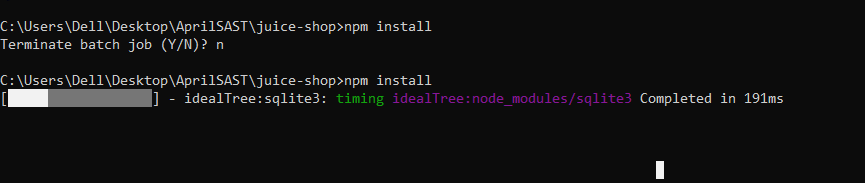 C:\Users\Dell\Desktop\AprilSAST\juice-shop>npm install
Terminate batch job (Y/N)? n
C:\Users\Dell\Desktop\AprilSAST\juice-shop>npm install
[ ] - idealTree:sqlite3: timing idealTree:node_modules/sqlite3 Completed in 191ms